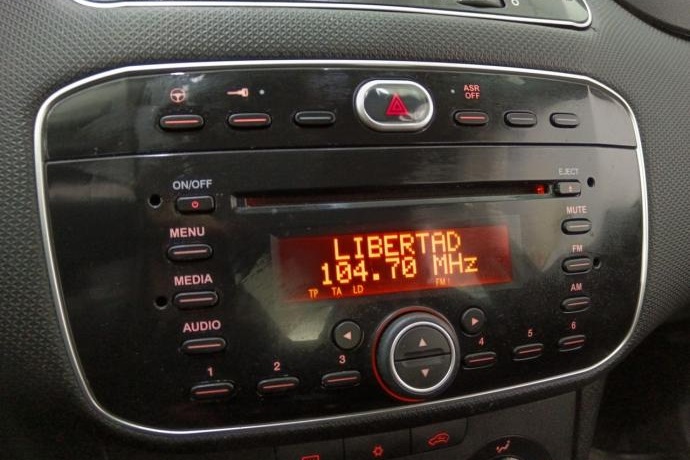 ASR
OFF
ON/OFF
EJECT
MENU
MUTE
LIBERTAD
104.70 MHz
TP TA LD FM
FM
MEDIA
AM
AUDIO
1 2 3 4 5 6